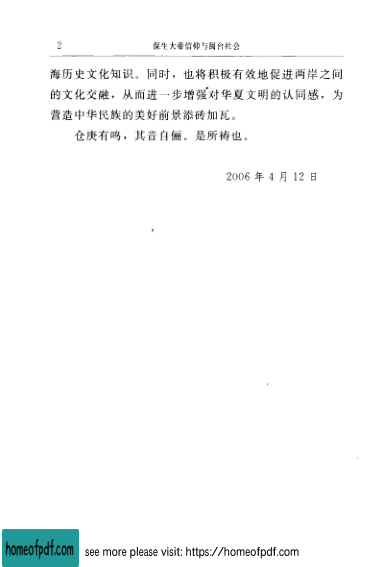 2 保生大帝信仰与闽台社会
海历史文化知识。同时，也将积极有效地促进两岸之间
的文化交融，从而进一步增强对华夏文明的认同感，为
营造中华民族的美好前景添砖加瓦。
仓庚有鸣，其音自俪。是所祷也。
2006 年 4 月 12 日
homeofpdf.com see more please visit: https://homeofpdf.com